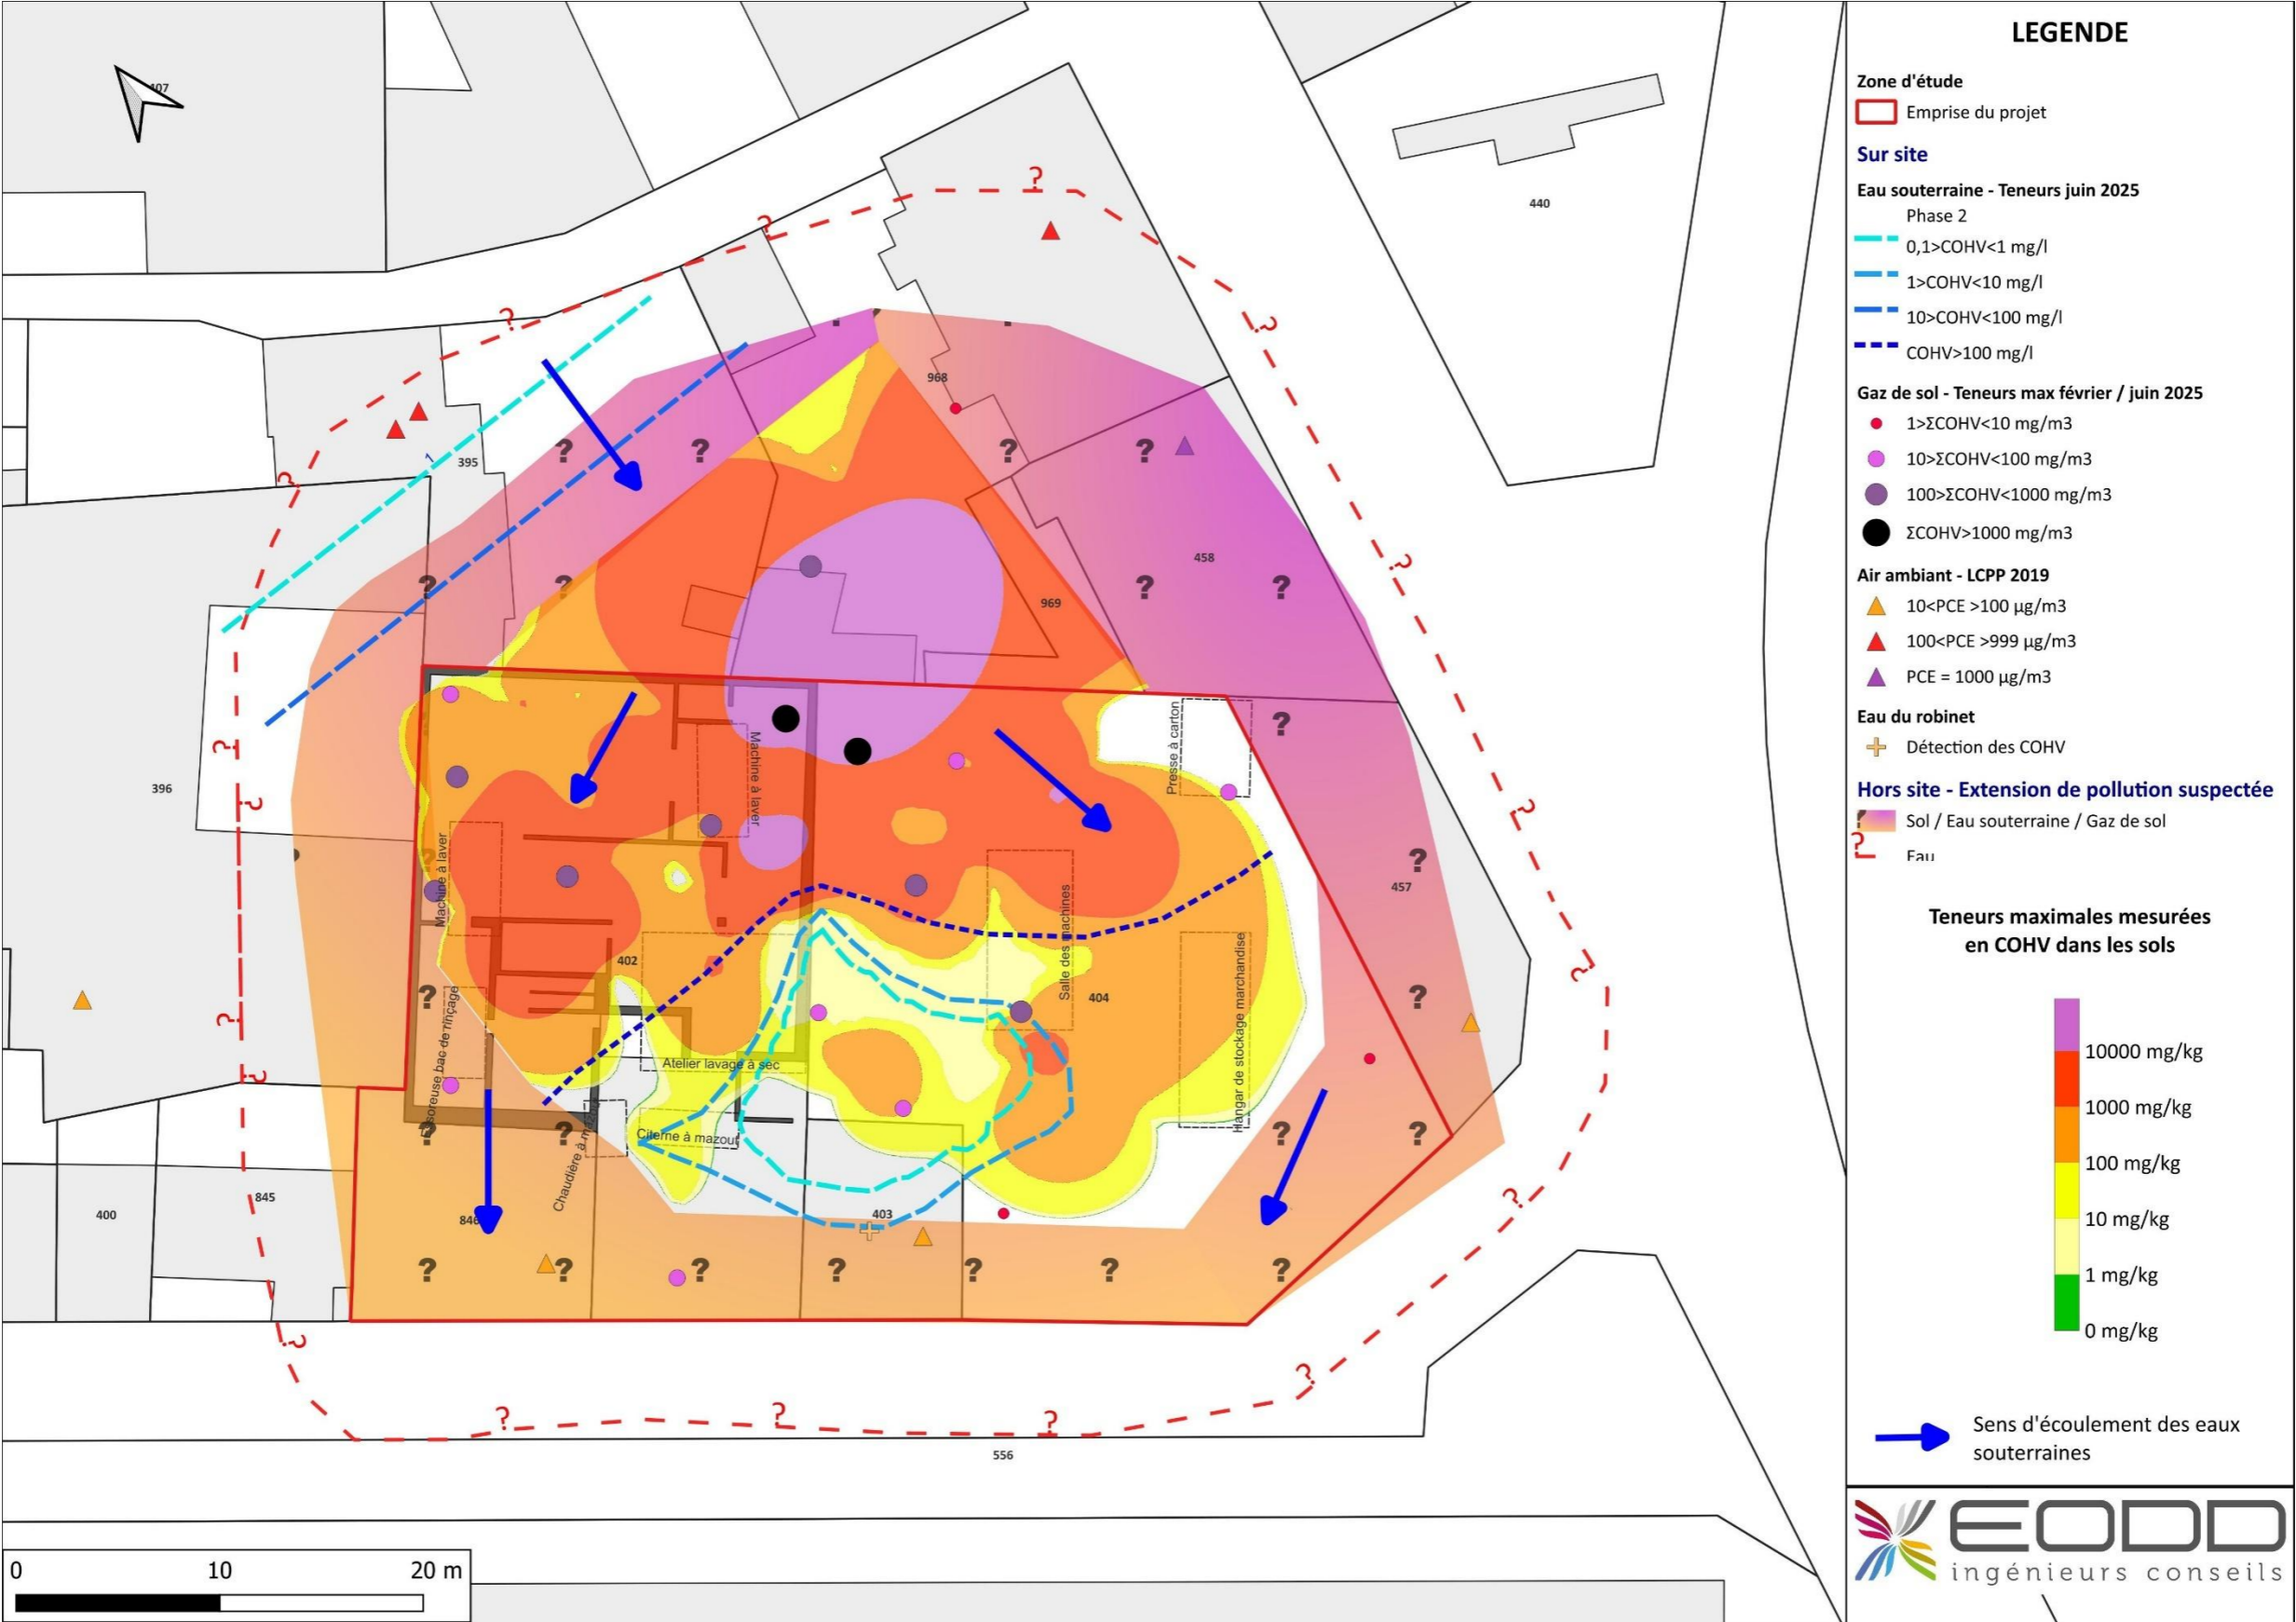 407
440
968
395
458
969
396
457
402
404
403
845
846
400
556
1
Machine à laver
Machine à laver
Presse à carton
Salle des machines
Hangar de stockage marchandise
Atelier lavage à sec
Citerne à mazout
bac de rinçage
Chaudière à
0 10 20 m
LEGENDE
Zone d'étude
Emprise du projet
Sur site
Eau souterraine - Teneurs juin 2025
Phase 2
0,1>COHV<1 mg/l
1>COHV<10 mg/l
10>COHV<100 mg/l
COHV>100 mg/l
Gaz de sol - Teneurs max février / juin 2025
1>ΣCOHV<10 mg/m3
10>ΣCOHV<100 mg/m3
100>ΣCOHV<1000 mg/m3
ΣCOHV>1000 mg/m3
Air ambiant - LCPP 2019
10<PCE >100 µg/m3
100<PCE >999 µg/m3
PCE = 1000 µg/m3
Eau du robinet
Détection des COHV
Hors site - Extension de pollution suspectée
Sol / Eau souterraine / Gaz de sol
Eau
Teneurs maximales mesurées
en COHV dans les sols
10000 mg/kg
1000 mg/kg
100 mg/kg
10 mg/kg
1 mg/kg
0 mg/kg
Sens d'écoulement des eaux
souterraines
EODD
ingénieurs conseils